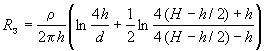 R₃ = ρ/(2πh) (ln 4h/d + 1/2 ln (4(H − h/2) + h)/(4(H − h/2) − h)